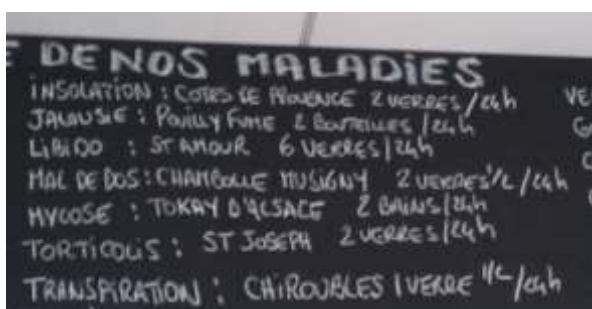 E DE NOS MALADIES
INSOLATION : COTES DE PROVENCE 2 VERRES/24h
JALOUSIE : POUILLY FUME 2 BOUTEILLES/24h
LIBIDO : ST AMOUR 6 VERRES/24h
MAL DE DOS : CHAMBOLLE MUSIGNY 2 VERRES 1/2 /24h
MYCOSE : TOKAY D'ALSACE 2 BAINS/24h
TORTICOLIS : ST JOSEPH 2 VERRES/24h
TRANSPIRATION : CHIROUBLES 1 VERRE 1/2 /24h
VE
G